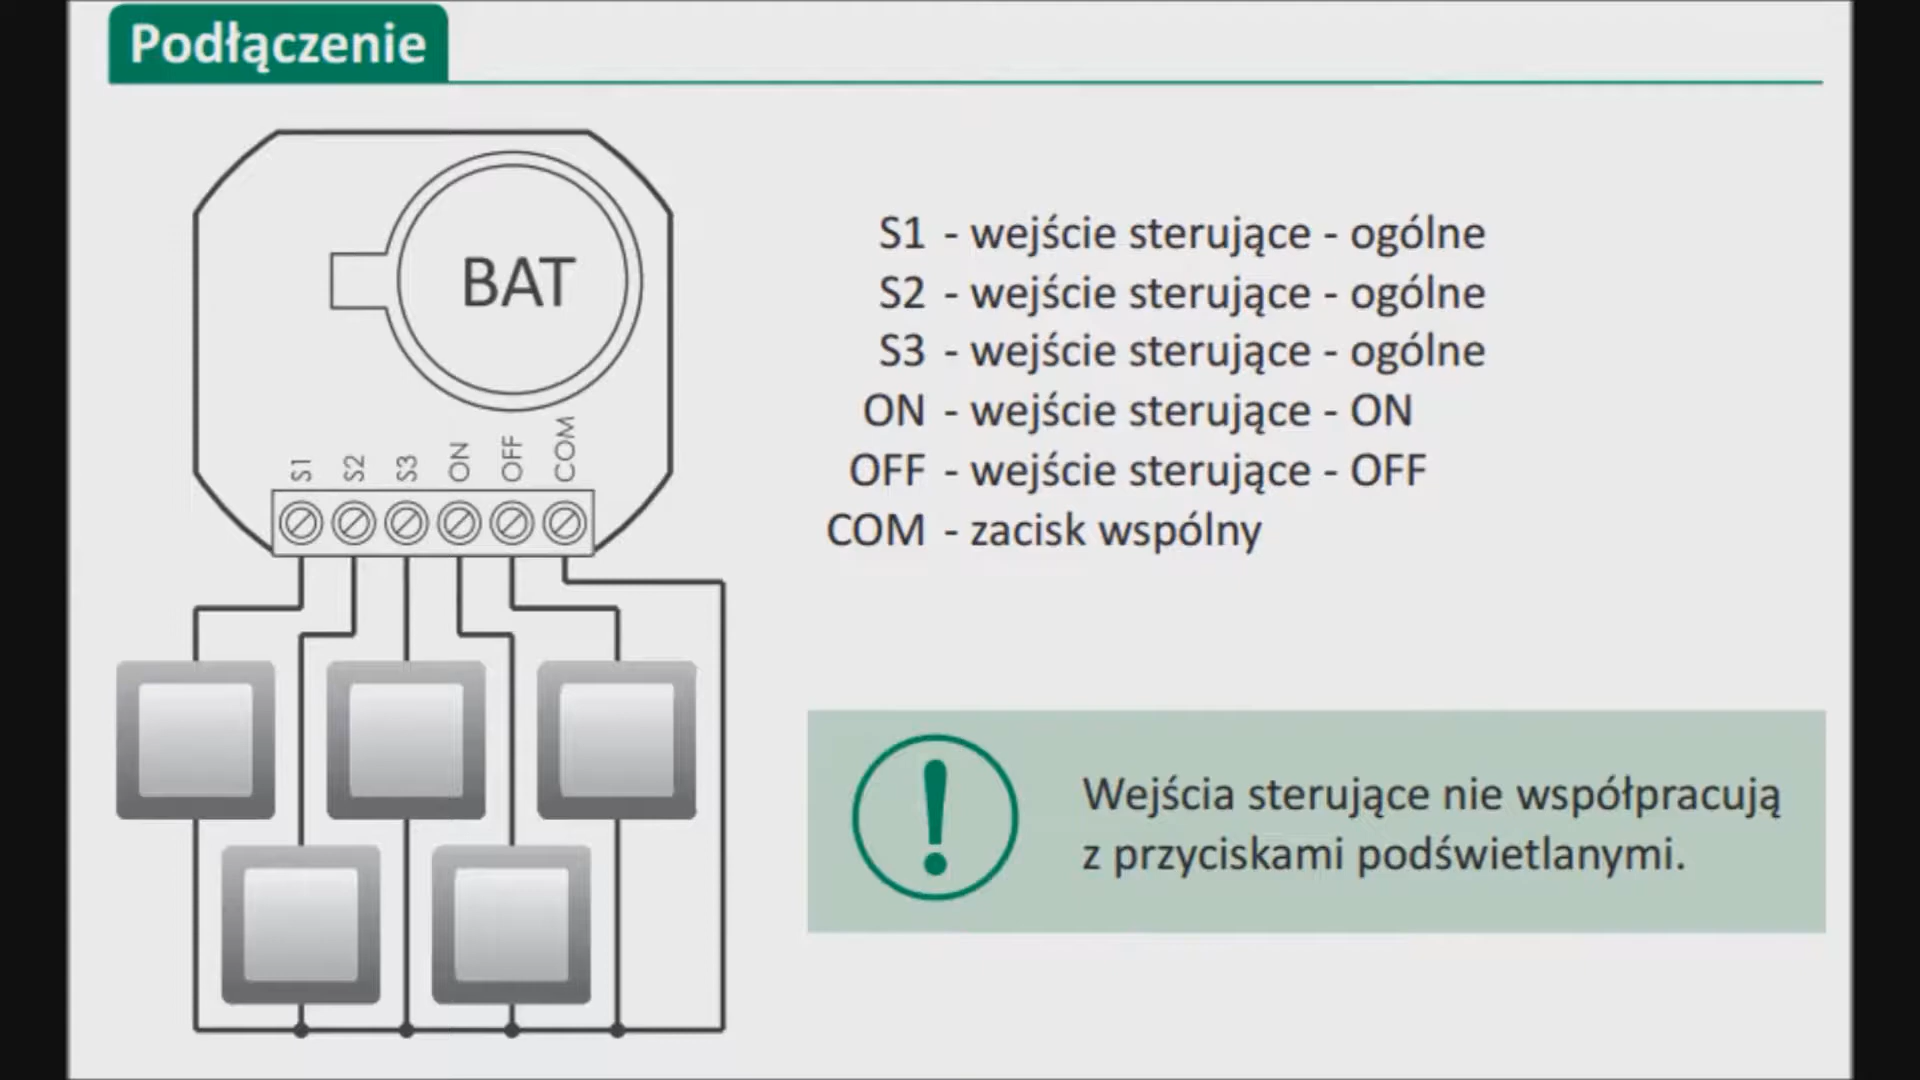 Podłączenie
BAT
S1 S2 S3 ON OFF COM
S1 - wejście sterujące - ogólne
S2 - wejście sterujące - ogólne
S3 - wejście sterujące - ogólne
ON - wejście sterujące - ON
OFF - wejście sterujące - OFF
COM - zacisk wspólny
Wejścia sterujące nie współpracują
z przyciskami podświetlanymi.